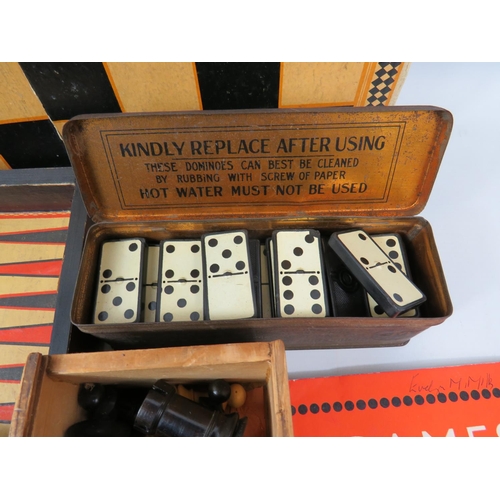 KINDLY REPLACE AFTER USING
THESE DOMINOES CAN BEST BE CLEANED
BY RUBBING WITH SCREW OF PAPER
HOT WATER MUST NOT BE USED
GAMES